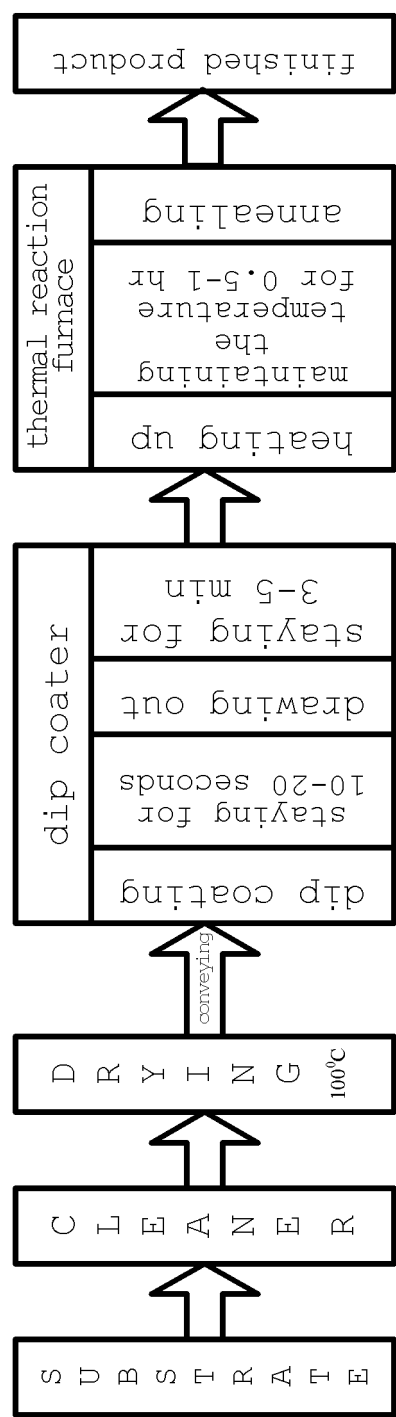 SUBSTRATE
CLEANER
DRYING 100⁰C
conveying
dip coater
dip coating
staying for
10-20 seconds
drawing out
staying for
3-5 min
thermal reaction
furnace
heating up
maintaining
the
temperature
for 0.5-1 hr
annealing
finished product